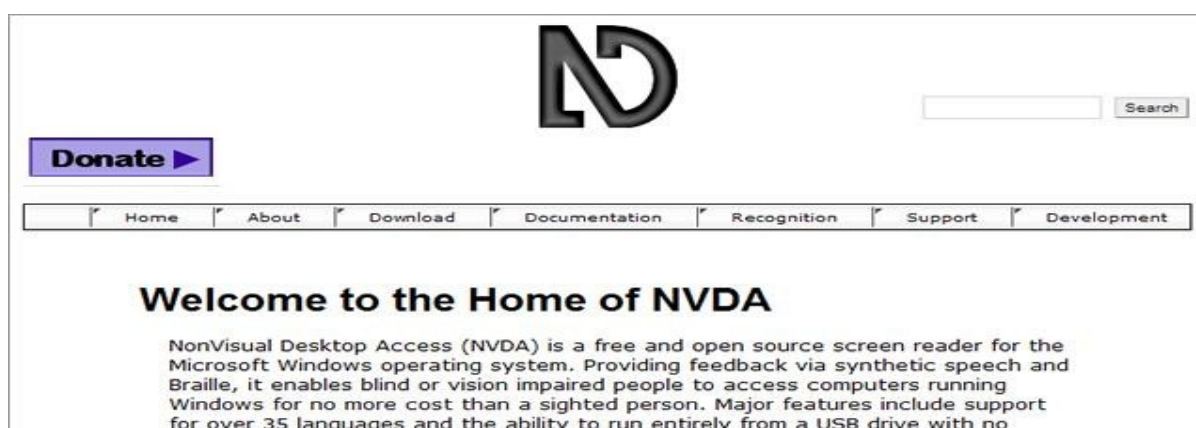 ND
Search
Donate
Home About Download Documentation Recognition Support Development
Welcome to the Home of NVDA
NonVisual Desktop Access (NVDA) is a free and open source screen reader for the
Microsoft Windows operating system. Providing feedback via synthetic speech and
Braille, it enables blind or vision impaired people to access computers running
Windows for no more cost than a sighted person. Major features include support
for over 35 languages and the ability to run entirely from a USB drive with no